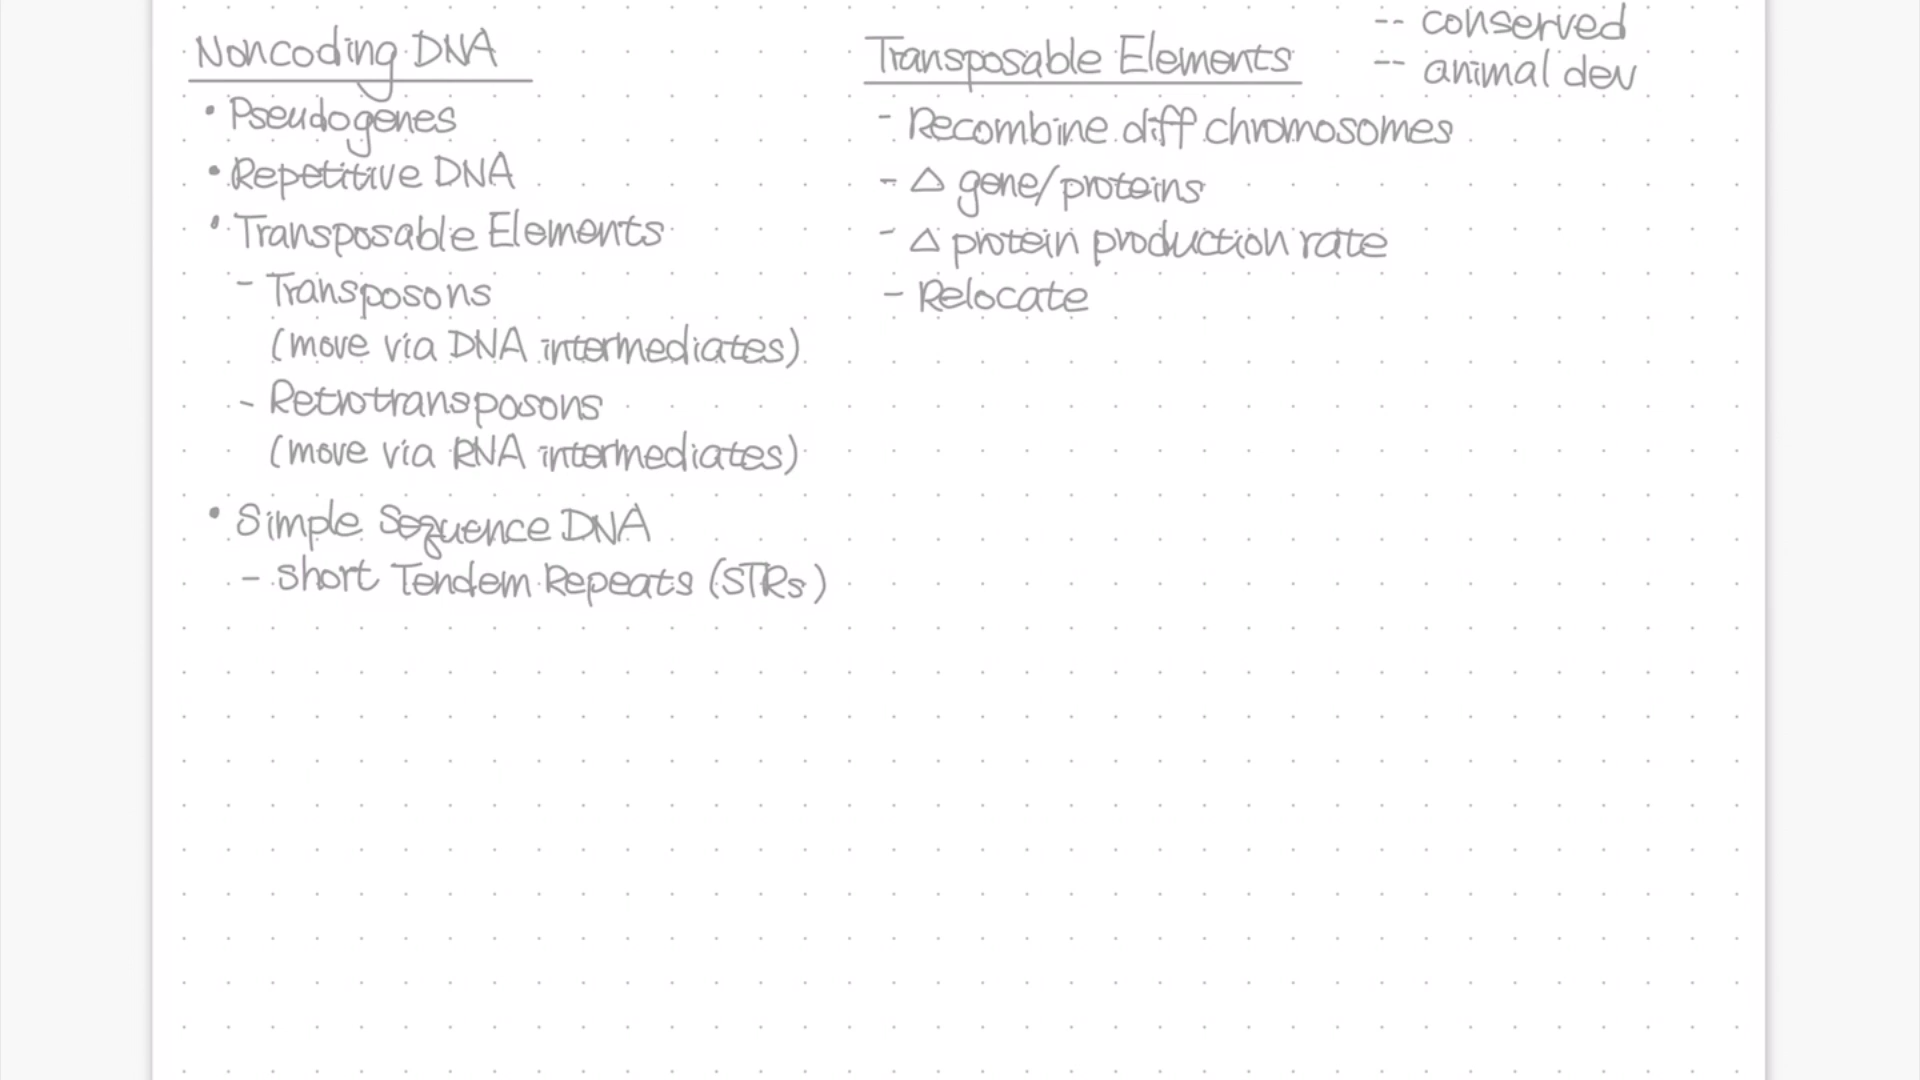 -- conserved
-- animal dev
Noncoding DNA
• Pseudogenes
• Repetitive DNA
• Transposable Elements
- Transposons
(move via DNA intermediates)
- Retrotransposons
(move via RNA intermediates)
• Simple Sequence DNA
- Short Tendem Repeats (STRs)
Transposable Elements
- Recombine diff chromosomes
- △ gene/proteins
- △ protein production rate
- Relocate